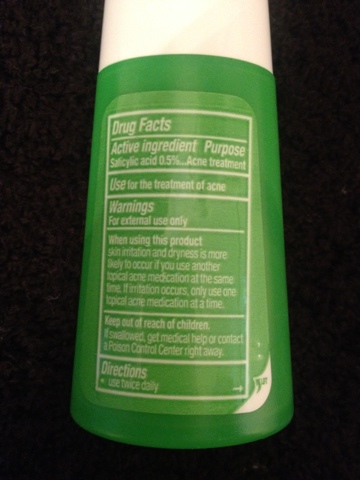 Drug Facts
Active ingredient Purpose
Salicylic acid 0.5%...Acne treatment
Use for the treatment of acne
Warnings
For external use only
When using this product
skin irritation and dryness is more
likely to occur if you use another
topical acne medication at the same
time. If irritation occurs, only use one
topical acne medication at a time.
Keep out of reach of children.
If swallowed, get medical help or contact
a Poison Control Center right away.
Directions
• use twice daily